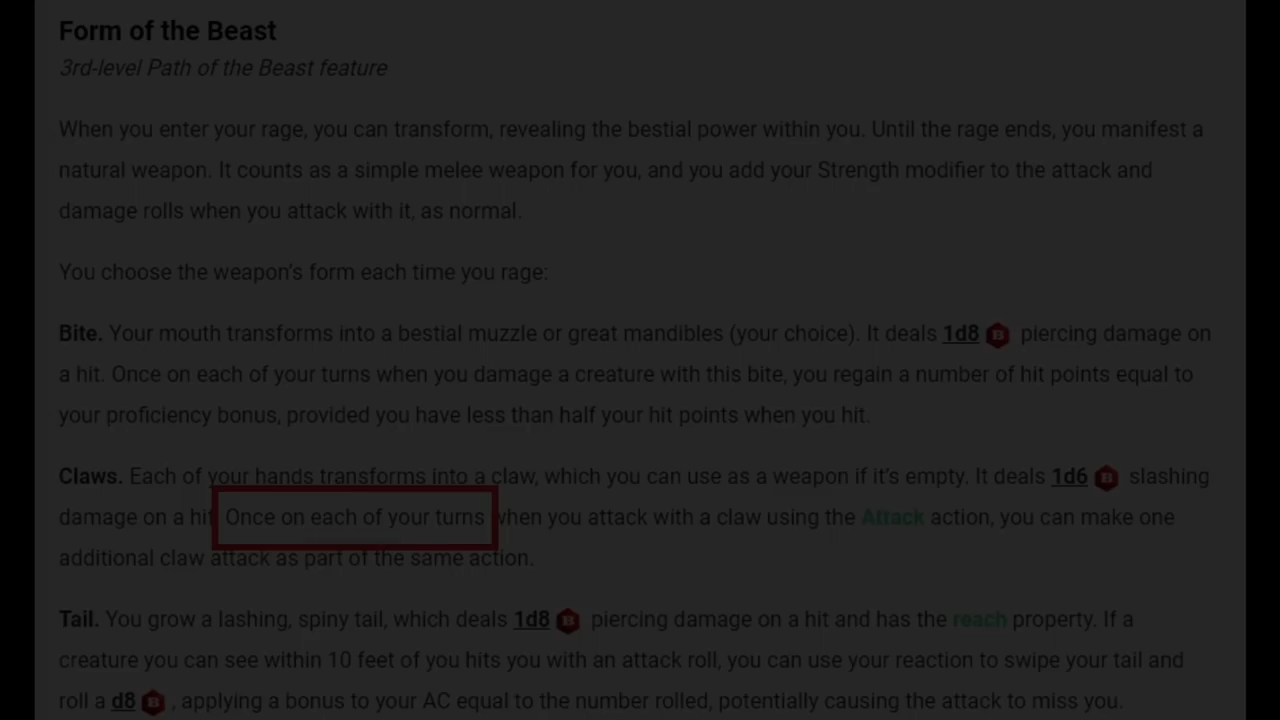 Form of the Beast
3rd-level Path of the Beast feature
When you enter your rage, you can transform, revealing the bestial power within you. Until the rage ends, you manifest a
natural weapon. It counts as a simple melee weapon for you, and you add your Strength modifier to the attack and
damage rolls when you attack with it, as normal.
You choose the weapon's form each time you rage:
Bite. Your mouth transforms into a bestial muzzle or great mandibles (your choice). It deals 1d8 B piercing damage on
a hit. Once on each of your turns when you damage a creature with this bite, you regain a number of hit points equal to
your proficiency bonus, provided you have less than half your hit points when you hit.
Claws. Each of your hands transforms into a claw, which you can use as a weapon if it's empty. It deals 1d6 B slashing
damage on a hit Once on each of your turns when you attack with a claw using the Attack action, you can make one
additional claw attack as part of the same action.
Tail. You grow a lashing, spiny tail, which deals 1d8 B piercing damage on a hit and has the reach property. If a
creature you can see within 10 feet of you hits you with an attack roll, you can use your reaction to swipe your tail and
roll a d8 B , applying a bonus to your AC equal to the number rolled, potentially causing the attack to miss you.